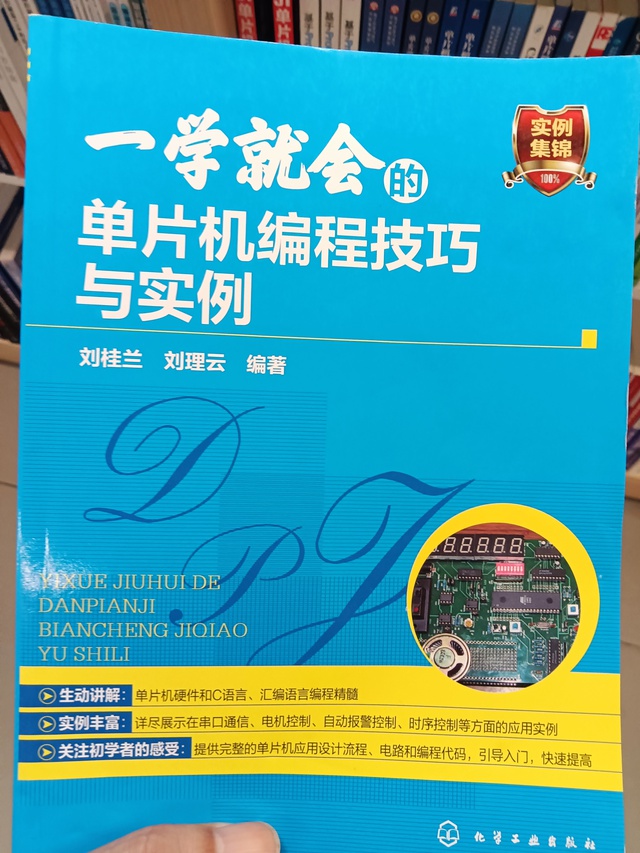 实例
集锦
100%
一学就会的
单片机编程技巧
与实例
刘桂兰 刘理云 编著
D
P
J
YIXUE JIUHUI DE
DANPIANJI
BIANCHENG JIQIAO
YU SHILI
生动讲解：单片机硬件和C语言、汇编语言编程精髓
实例丰富：详尽展示在串口通信、电机控制、自动报警控制、时序控制等方面的应用实例
关注初学者的感受：提供完整的单片机应用设计流程、电路和编程代码，引导入门，快速提高
化学工业出版社